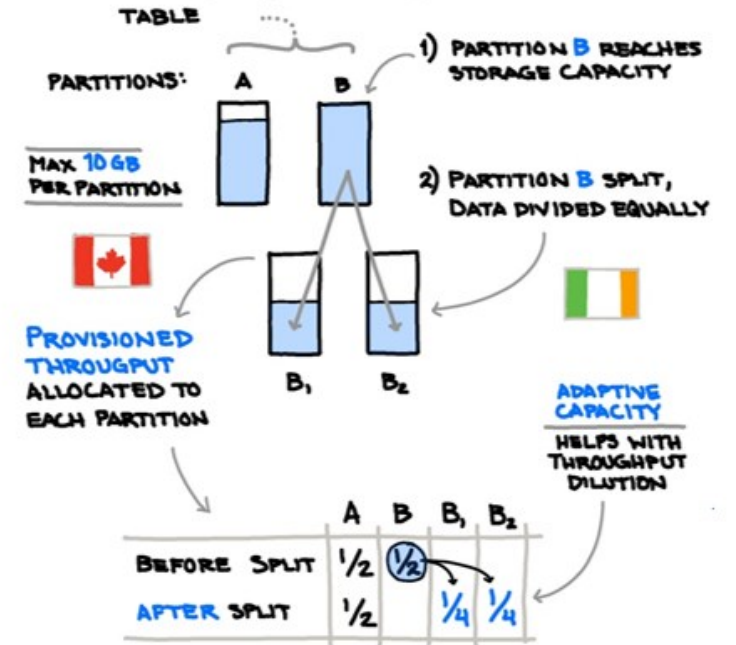 TABLE
PARTITIONS:
A
B
1) PARTITION B REACHES
STORAGE CAPACITY
MAX 10 GB
PER PARTITION
2) PARTITION B SPLIT,
DATA DIVIDED EQUALLY
PROVISIONED
THROUGPUT
ALLOCATED TO
EACH PARTITION
B₁
B₂
ADAPTIVE
CAPACITY
HELPS WITH
THROUGHPUT
DILUTION
A B B₁ B₂
BEFORE SPLIT 1/2 1/2
AFTER SPLIT 1/2 1/4 1/4